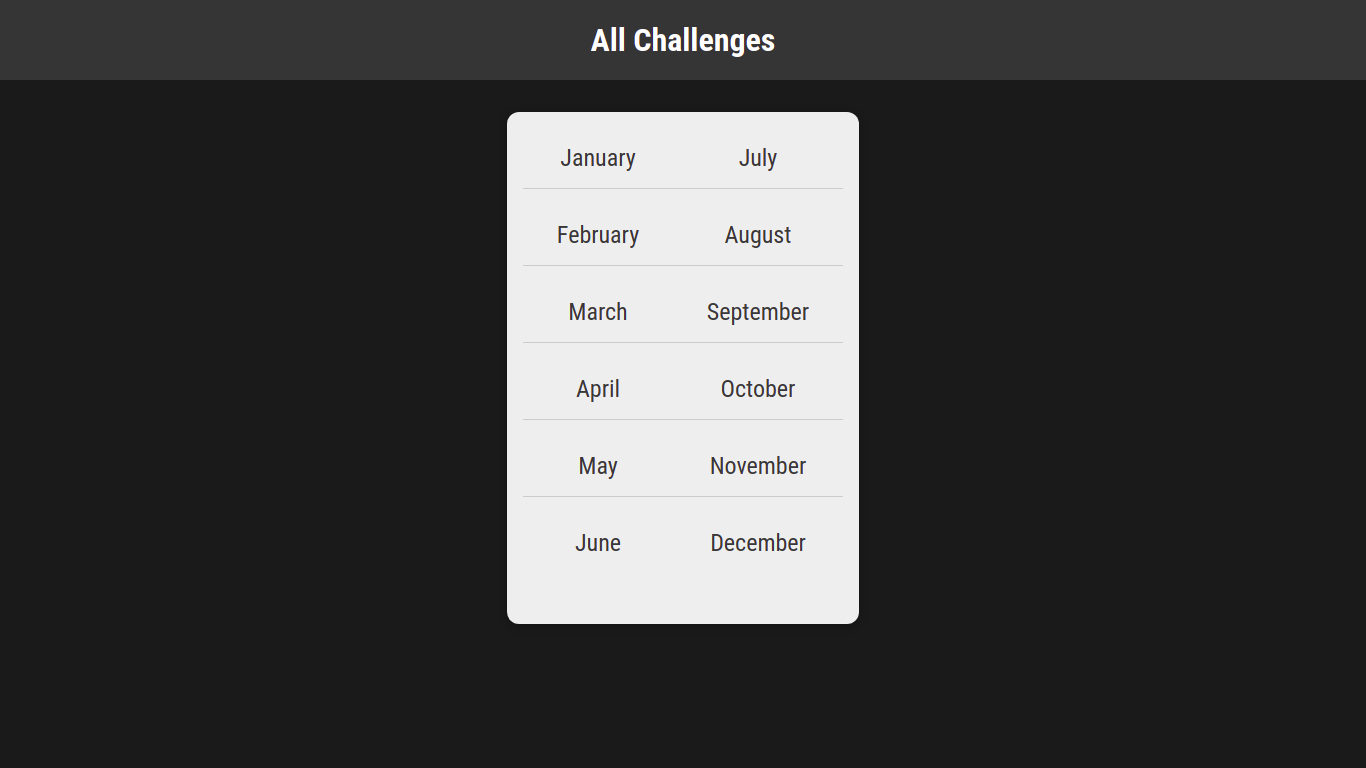 All Challenges
January July
February August
March September
April October
May November
June December